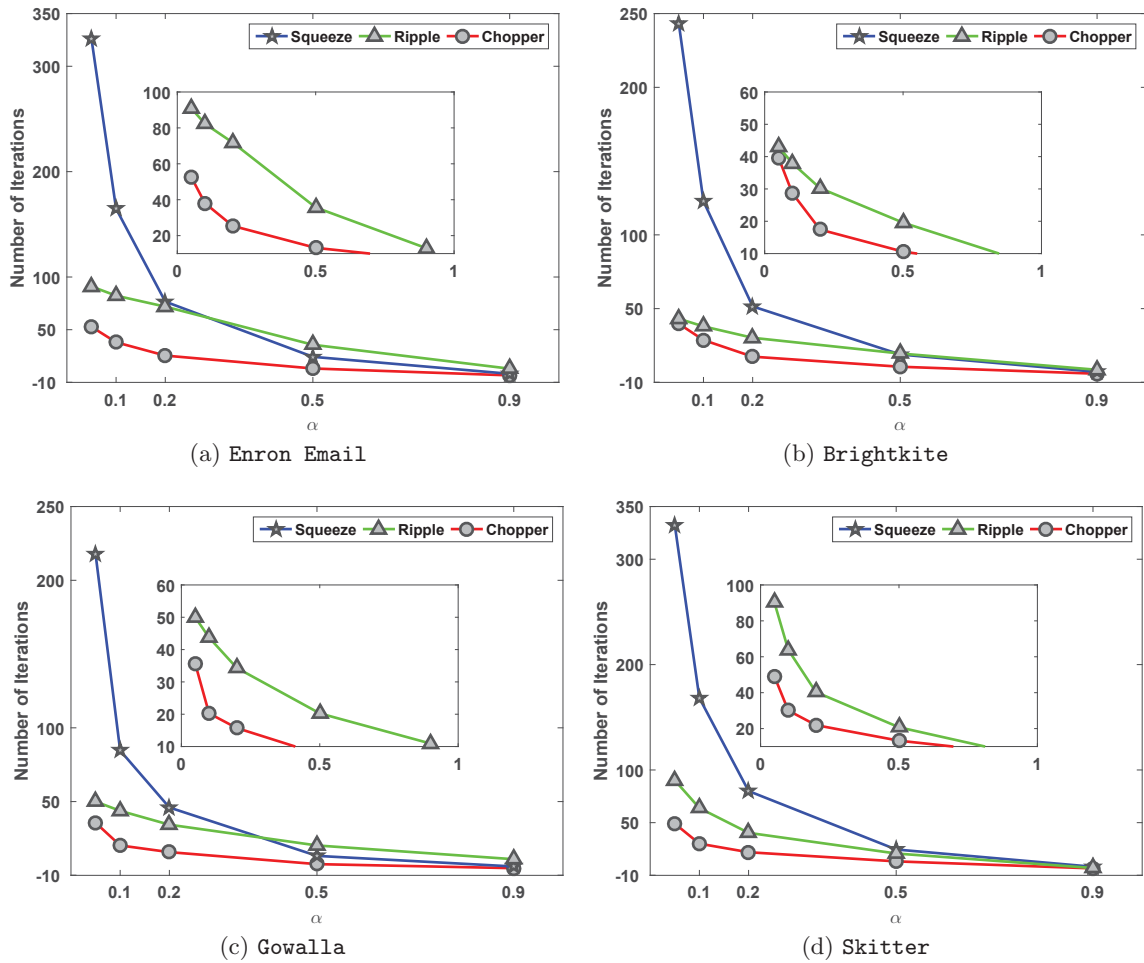 350
300
200
100
50
-10
Number of Iterations
Squeeze Ripple Chopper
100
80
60
40
20
0 0.5 1
0.1 0.2 0.5 0.9
α
(a) Enron Email
250
200
100
50
-10
Number of Iterations
Squeeze Ripple Chopper
60
50
40
30
20
10
0 0.5 1
0.1 0.2 0.5 0.9
α
(b) Brightkite
250
200
100
50
-10
Number of Iterations
Squeeze Ripple Chopper
60
50
40
30
20
10
0 0.5 1
0.1 0.2 0.5 0.9
α
(c) Gowalla
350
300
200
100
50
-10
Number of Iterations
Squeeze Ripple Chopper
100
80
60
40
20
0 0.5 1
0.1 0.2 0.5 0.9
α
(d) Skitter